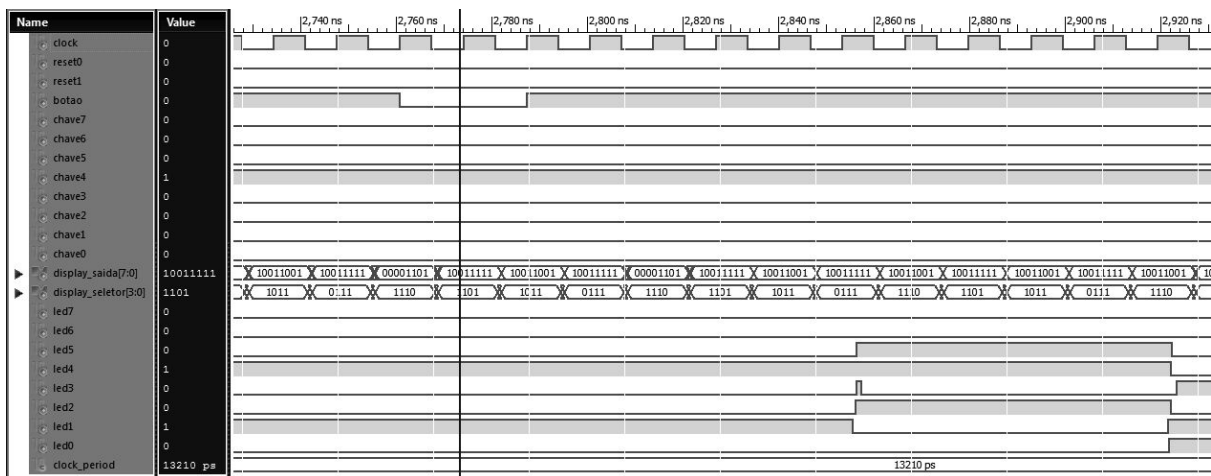 Name Value 2,740 ns 2,760 ns 2,780 ns 2,800 ns 2,820 ns 2,840 ns 2,860 ns 2,880 ns 2,900 ns 2,920 ns
clock 0
reset0 0
reset1 0
botao 0
chave7 0
chave6 0
chave5 0
chave4 1
chave3 0
chave2 0
chave1 0
chave0 0
display_saida[7:0] 10011111 10011001 10011111 00001101 10011111 10011001 10011111 00001101 10011111 10011001 10011111 10011001 10011111 10011001 10011111 10011001
display_seletor[3:0] 1101 1011 0111 1110 1101 1011 0111 1110 1101 1011 0111 1110 1101 1011 0111 1110
led7 0
led6 0
led5 0
led4 1
led3 0
led2 0
led1 1
led0 0
clock_period 13210 ps 13210 ps